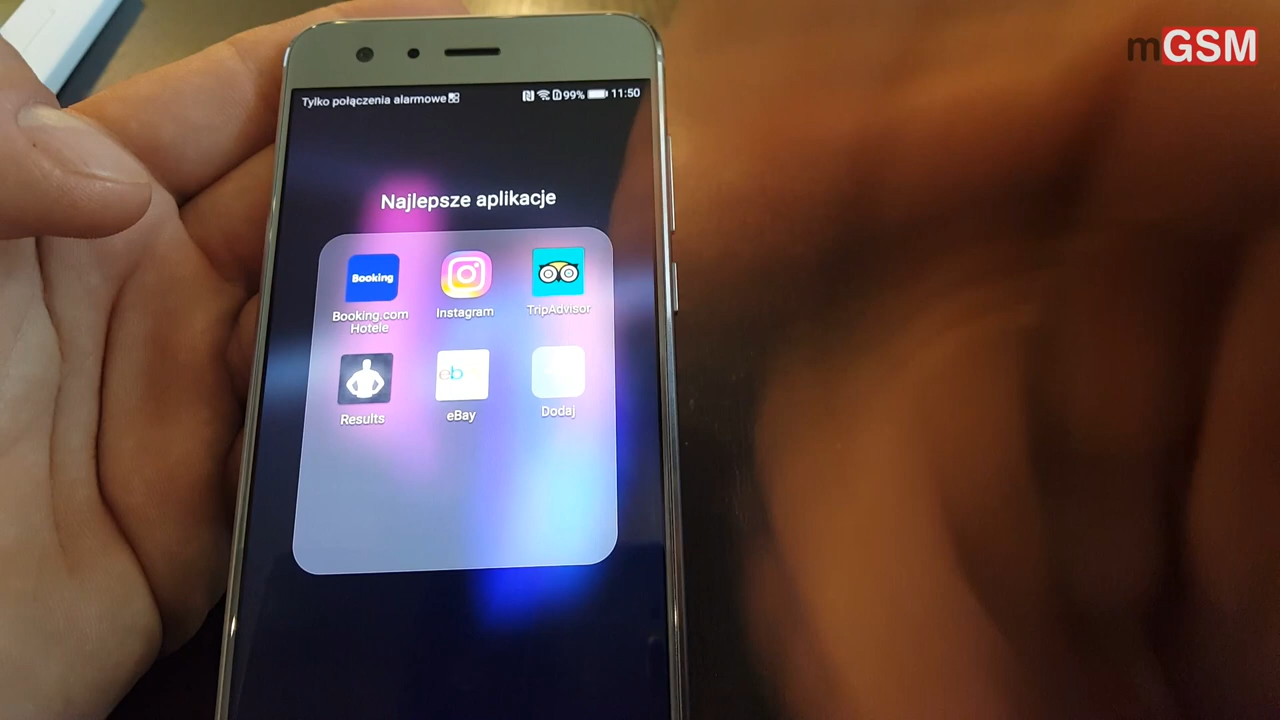 mGSM
Tylko połączenia alarmowe 99% 11:50
Najlepsze aplikacje
Booking
Booking.com
Hotele
Instagram
TripAdvisor
Results
eb
eBay
Dodaj